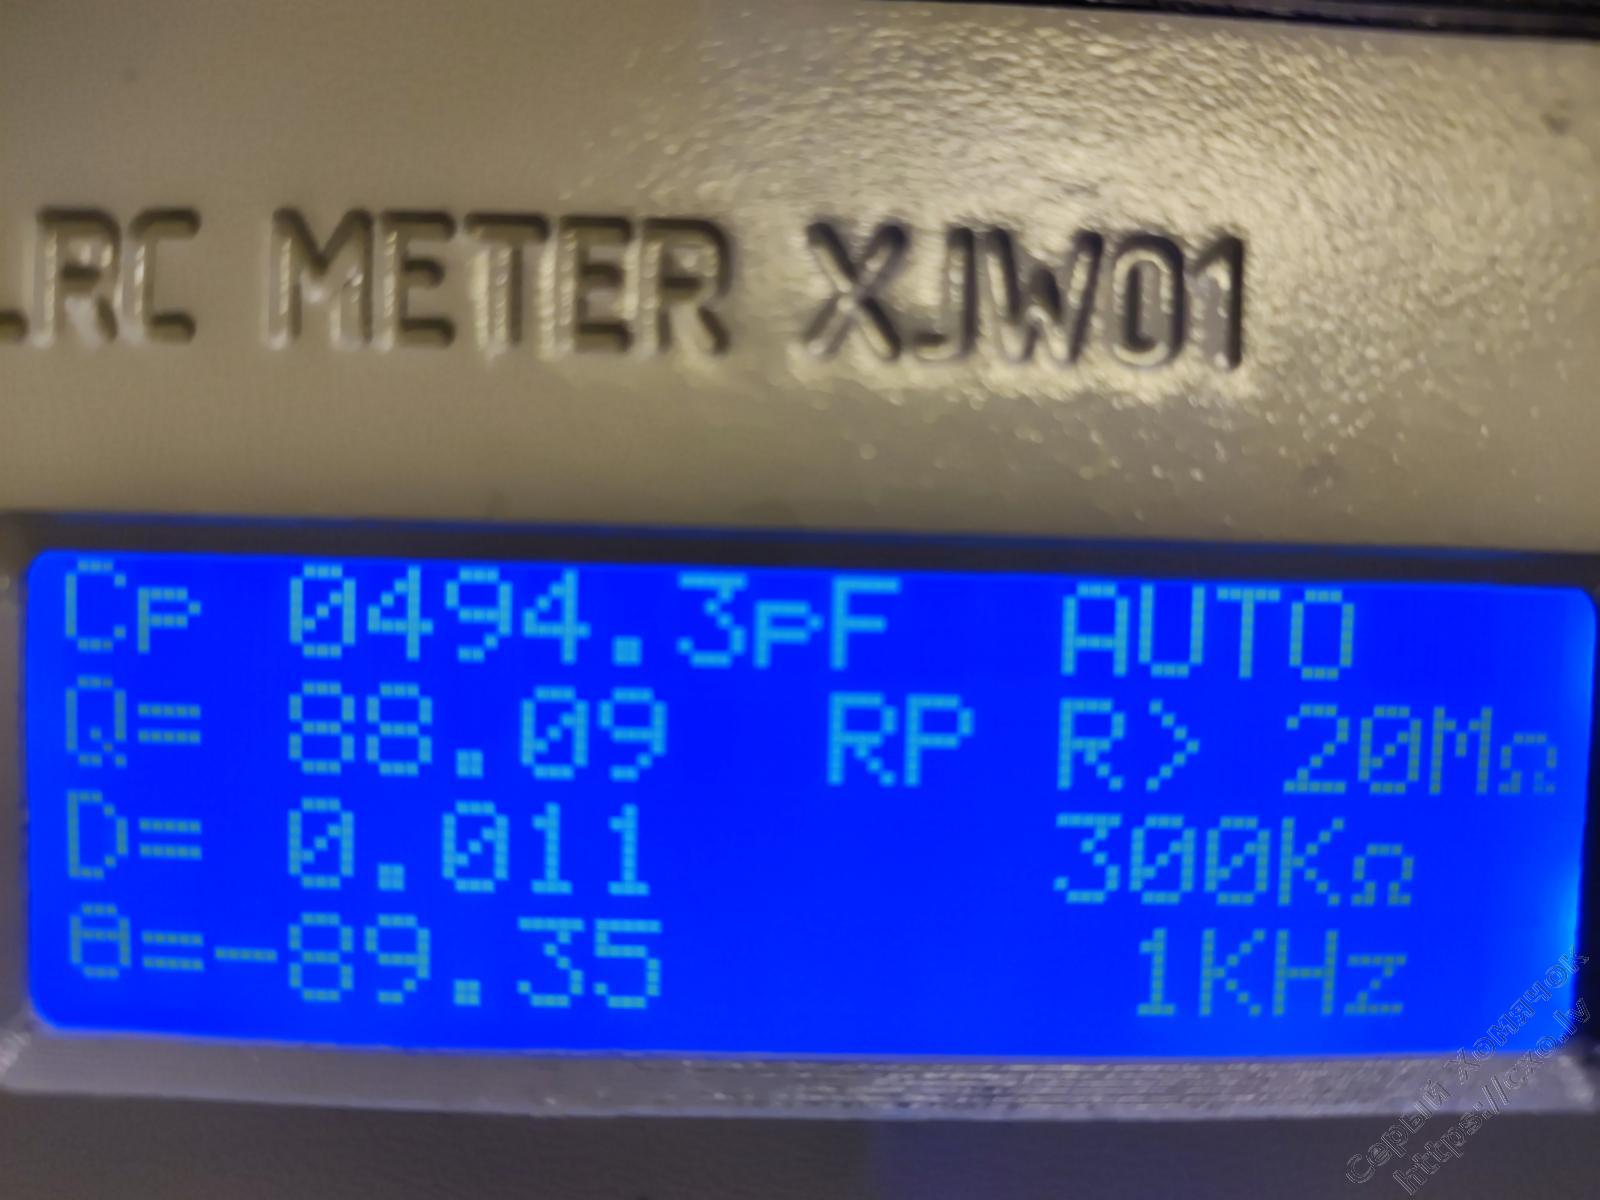 LRC METER XJW01
Cp 0494.3pF AUTO
Q= 88.09 RP R> 20MΩ
D= 0.011 300KΩ
θ=-89.35 1KHz
Серый Хомячок
https://cxo.lv